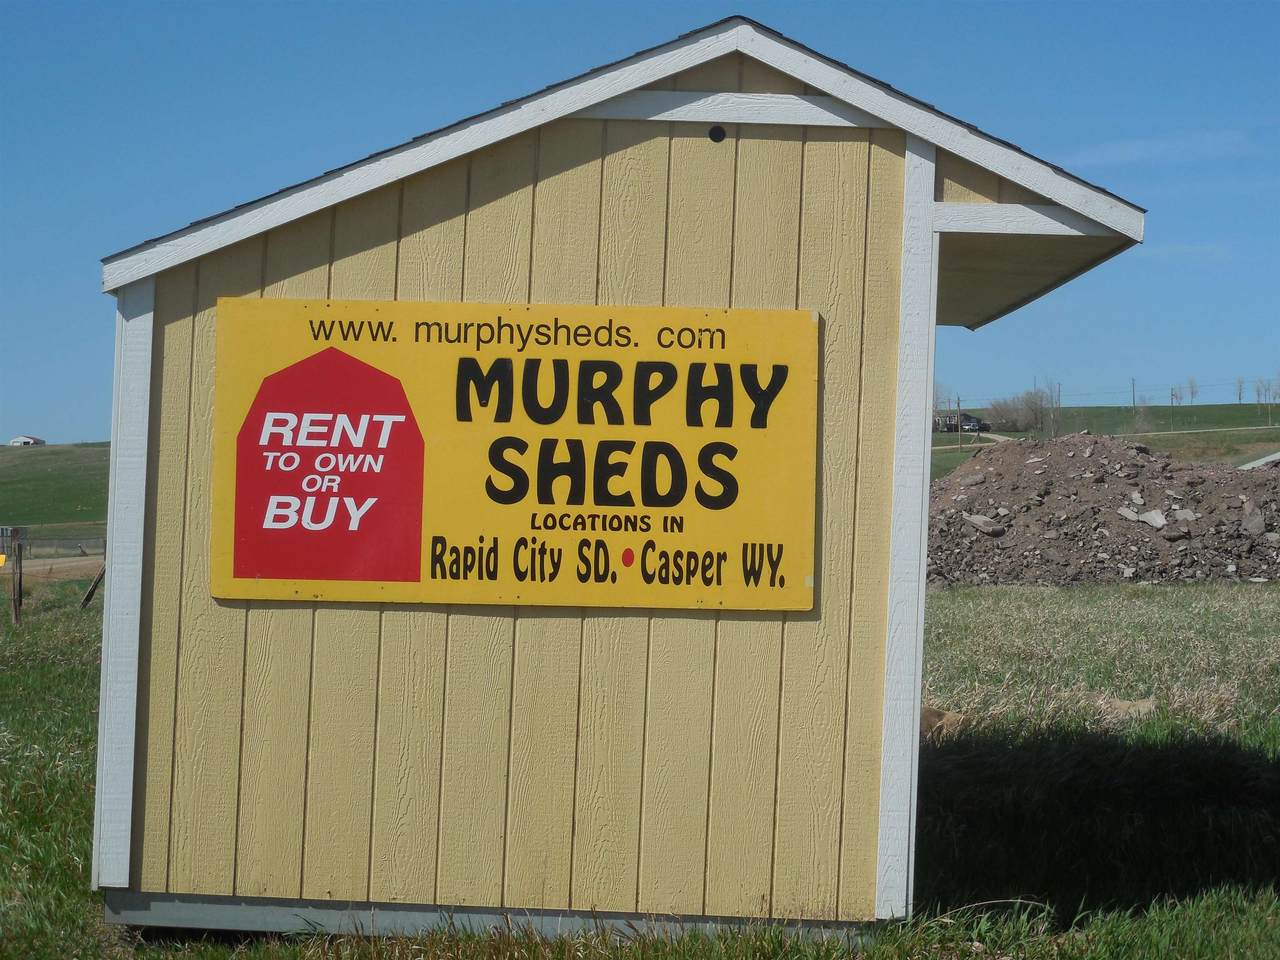 www. murphysheds. com
RENT
TO OWN
OR
BUY
MURPHY
SHEDS
LOCATIONS IN
Rapid City SD. • Casper WY.